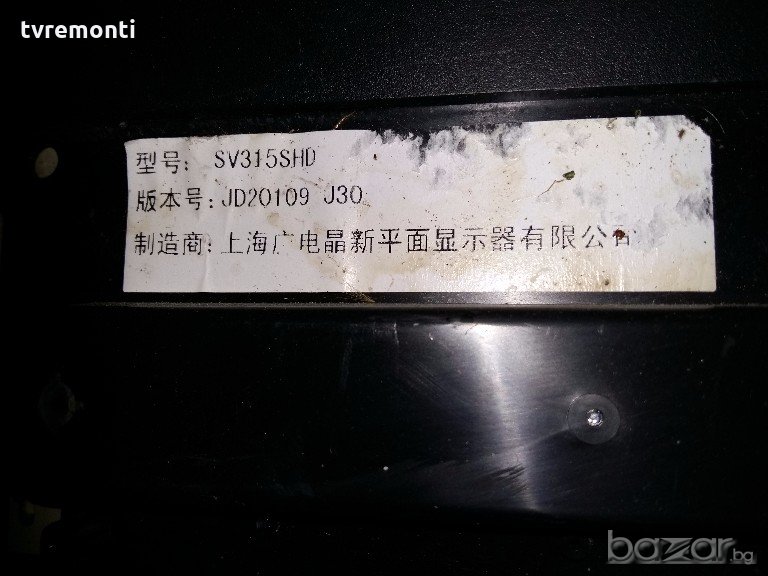 tvremonti
型号: SV315SHD
版本号: JD20109 J30
制造商: 上海广电晶新平面显示器有限公司
bazar.bg